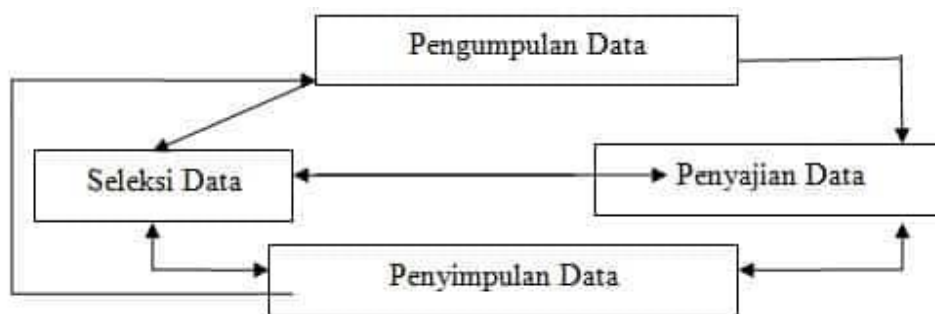 Pengumpulan Data
Seleksi Data
Penyajian Data
Penyimpulan Data